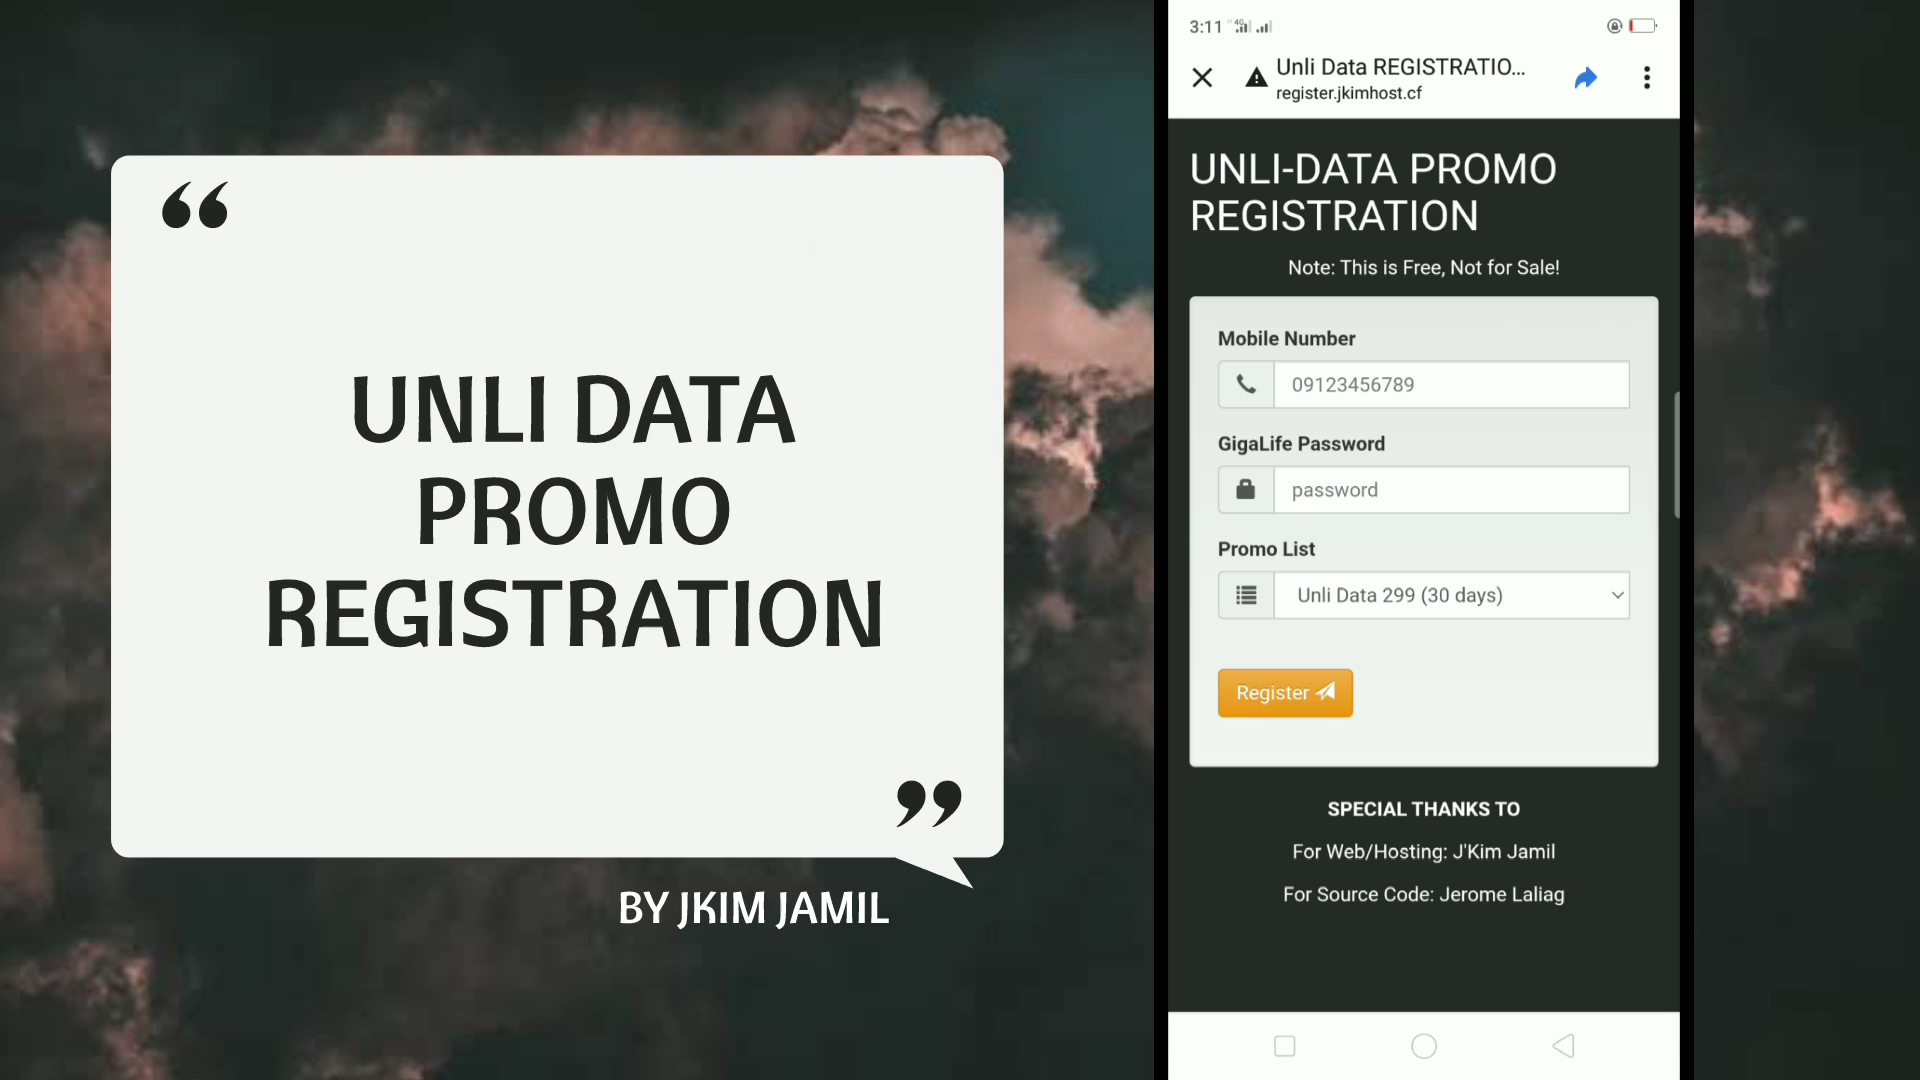 “
UNLI DATA
PROMO
REGISTRATION
”
BY JKIM JAMIL
3:11 4G
Unli Data REGISTRATIO...
register.jkimhost.cf
UNLI-DATA PROMO
REGISTRATION
Note: This is Free, Not for Sale!
Mobile Number
09123456789
GigaLife Password
password
Promo List
Unli Data 299 (30 days)
Register
SPECIAL THANKS TO
For Web/Hosting: J'Kim Jamil
For Source Code: Jerome Laliag